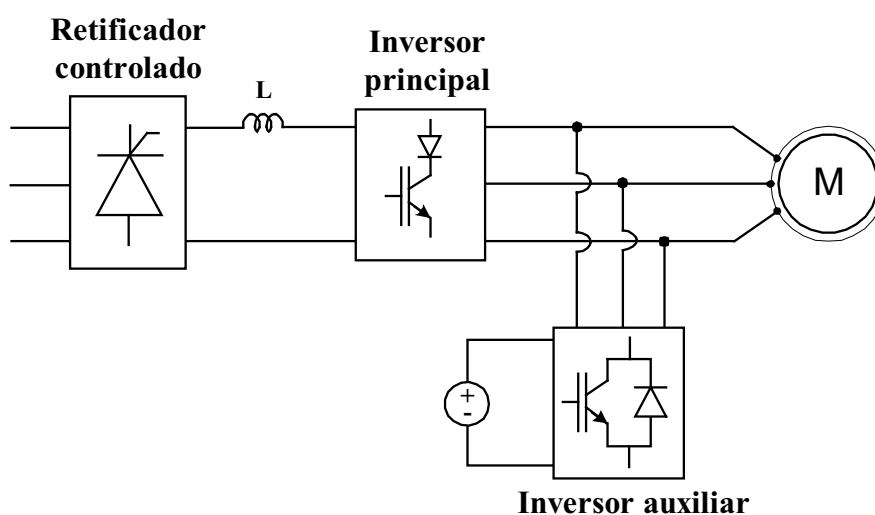 Retificador
controlado
L
Inversor
principal
M
+
-
Inversor auxiliar